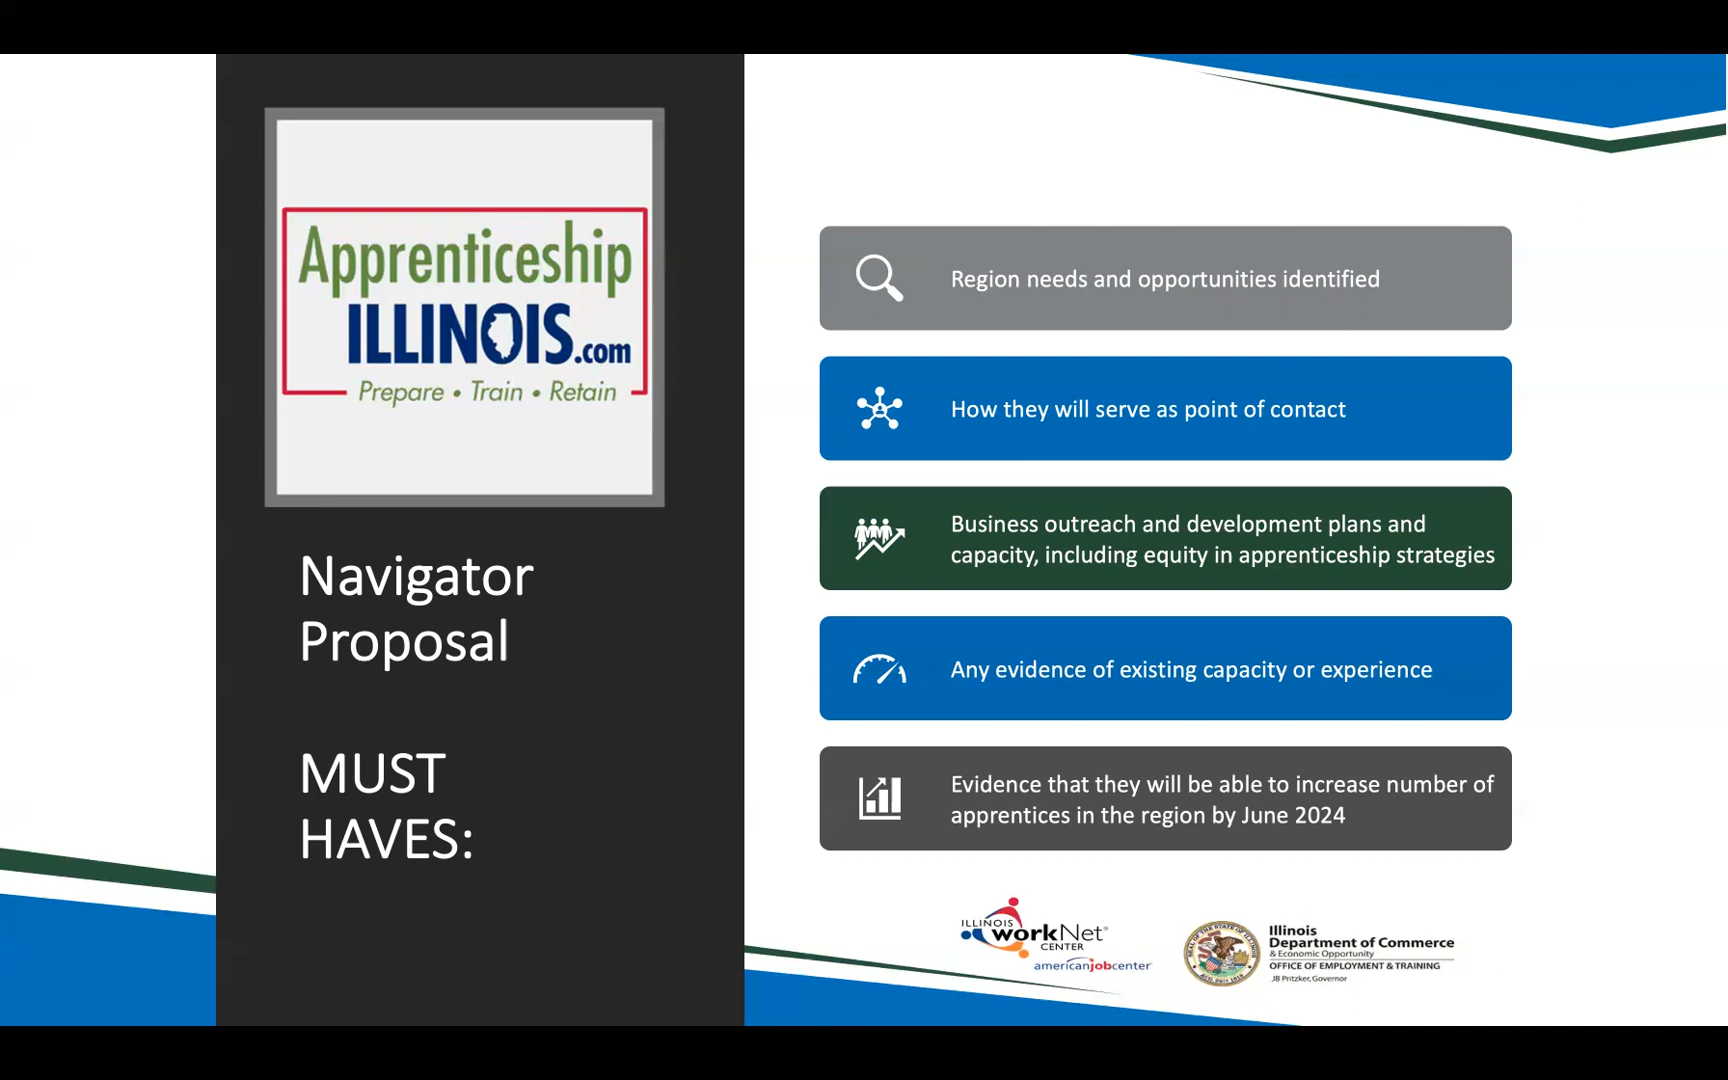 Apprenticeship
ILLINOIS.com
Prepare • Train • Retain
Navigator
Proposal
MUST
HAVES:
Region needs and opportunities identified
How they will serve as point of contact
Business outreach and development plans and
capacity, including equity in apprenticeship strategies
Any evidence of existing capacity or experience
Evidence that they will be able to increase number of
apprentices in the region by June 2024
ILLINOIS
workNet®
CENTER
americanjobcenter
Illinois
Department of Commerce
& Economic Opportunity
OFFICE OF EMPLOYMENT & TRAINING
JB Pritzker, Governor